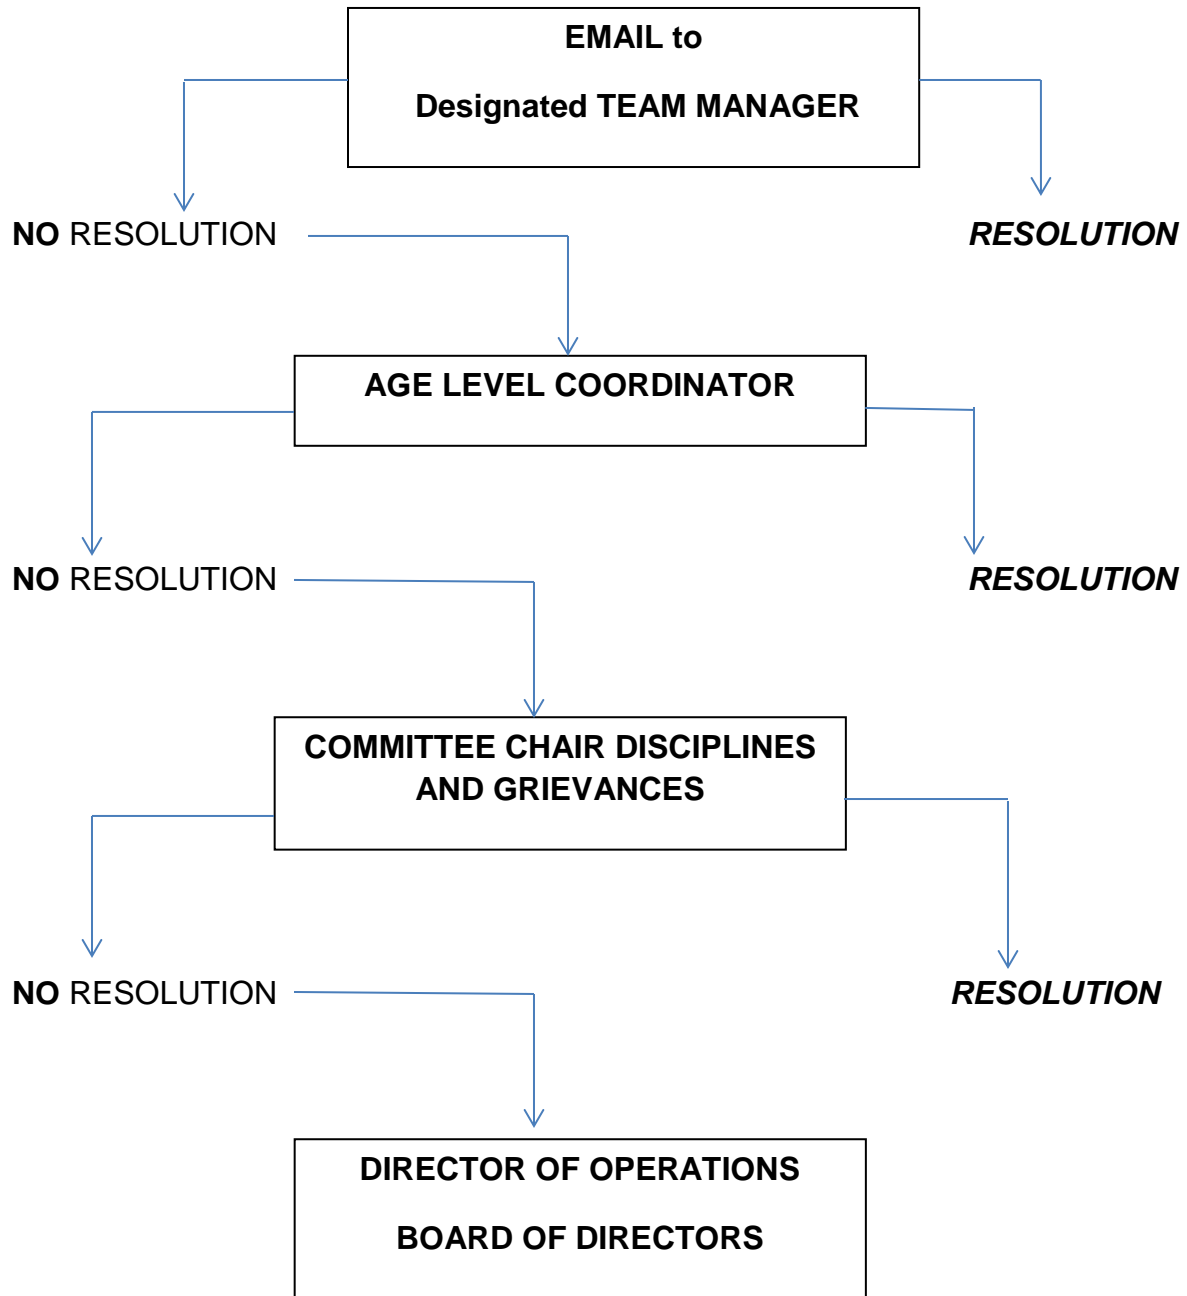 EMAIL to
Designated TEAM MANAGER
NO RESOLUTION
RESOLUTION
AGE LEVEL COORDINATOR
NO RESOLUTION
RESOLUTION
COMMITTEE CHAIR DISCIPLINES
AND GRIEVANCES
NO RESOLUTION
RESOLUTION
DIRECTOR OF OPERATIONS
BOARD OF DIRECTORS